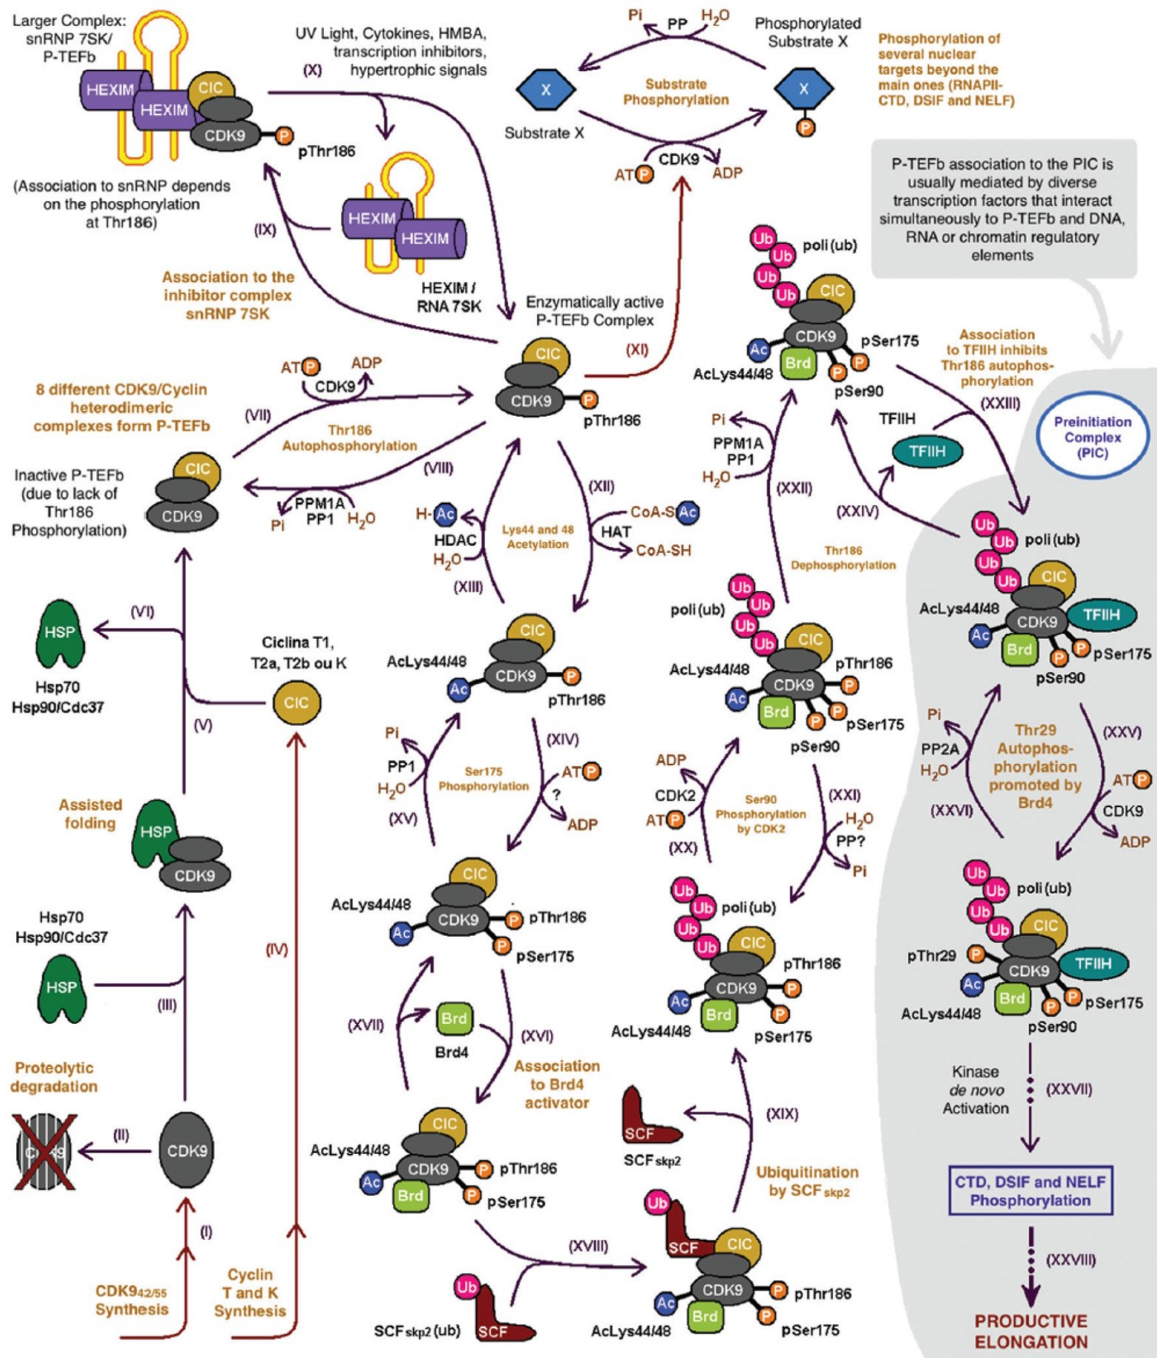 Larger Complex:
snRNP 7SK/
P-TEFb
HEXIM
HEXIM
CIC
CDK9
P
pThr186
(Association to snRNP depends
on the phosphorylation
at Thr186)
(X)
UV Light, Cytokines, HMBA,
transcription inhibitors,
hypertrophic signals
(IX)
HEXIM
HEXIM
HEXIM /
RNA 7SK
Association to the
inhibitor complex
snRNP 7SK
Pi
PP
H2O
Phosphorylated
Substrate X
X
Substrate X
Substrate
Phosphorylation
X
P
ATP
CDK9
ADP
Phosphorylation of
several nuclear
targets beyond the
main ones (RNAPII-
CTD, DSIF and NELF)
P-TEFb association to the PIC is
usually mediated by diverse
transcription factors that interact
simultaneously to P-TEFb and DNA,
RNA or chromatin regulatory
elements
Enzymatically active
P-TEFb Complex
(XI)
CIC
CDK9
P
pThr186
8 different CDK9/Cyclin
heterodimeric
complexes form P-TEFb
ATP
ADP
CDK9
(VII)
Thr186
Autophosphorylation
(VIII)
PPM1A
PP1
Pi
H2O
Inactive P-TEFb
(due to lack of
Thr186
Phosphorylation)
CIC
CDK9
(VI)
HSP
Hsp70
Hsp90/Cdc37
Ciclina T1,
T2a, T2b ou K
CIC
(V)
Assisted
folding
HSP
CDK9
Hsp70
Hsp90/Cdc37
HSP
(III)
(IV)
Proteolytic
degradation
CDK9
(II)
CDK9
(I)
CDK942/55
Synthesis
Cyclin
T and K
Synthesis
H-Ac
HDAC
H2O
(XIII)
Lys44 and 48
Acetylation
(XII)
CoA-SAc
HAT
CoA-SH
CIC
AcLys44/48
Ac
CDK9
P
pThr186
Pi
PP1
H2O
(XV)
Ser175
Phosphorylation
(XIV)
ATP
?
ADP
CIC
AcLys44/48
Ac
CDK9
P
P
pThr186
pSer175
(XVII)
Brd
Brd4
(XVI)
Association
to Brd4
activator
CIC
AcLys44/48
Ac
CDK9
Brd
P
P
pThr186
pSer175
(XVIII)
Ub
SCF
SCFskp2(ub)
Ub
SCF
CIC
CDK9
Ac
Brd
P
P
AcLys44/48
pThr186
pSer175
Ubiquitination
by SCFskp2
(XIX)
SCF
SCFskp2
Ub
Ub
Ub
Ub
poli(ub)
CIC
CDK9
Ac
Brd
P
P
pThr186
AcLys44/48
pSer175
ADP
CDK2
ATP
(XX)
Ser90
Phosphorylation
by CDK2
(XXI)
H2O
PP?
Pi
poli(ub)
Ub
Ub
Ub
Ub
CIC
AcLys44/48
Ac
CDK9
Brd
P
P
P
pThr186
pSer175
pSer90
Pi
PPM1A
PP1
H2O
(XXII)
Thr186
Dephosphorylation
Ub
Ub
Ub
Ub
poli(ub)
CIC
CDK9
Ac
Brd
P
P
AcLys44/48
pSer175
pSer90
Association
to TFIIH inhibits
Thr186 autophos-
phorylation
(XXIII)
TFIIH
TFIIH
(XXIV)
Preinitiation
Complex
(PIC)
Ub
Ub
Ub
Ub
poli(ub)
CIC
AcLys44/48
Ac
CDK9
TFIIH
Brd
P
P
pSer175
pSer90
Pi
PP2A
H2O
(XXVI)
Thr29
Autophos-
phorylation
promoted by
Brd4
(XXV)
ATP
CDK9
ADP
Ub
Ub
Ub
Ub
poli(ub)
CIC
pThr29
P
Ac
CDK9
TFIIH
Brd
P
P
AcLys44/48
pSer175
pSer90
Kinase
de novo
Activation
(XXVII)
CTD, DSIF and NELF
Phosphorylation
(XXVIII)
PRODUCTIVE
ELONGATION